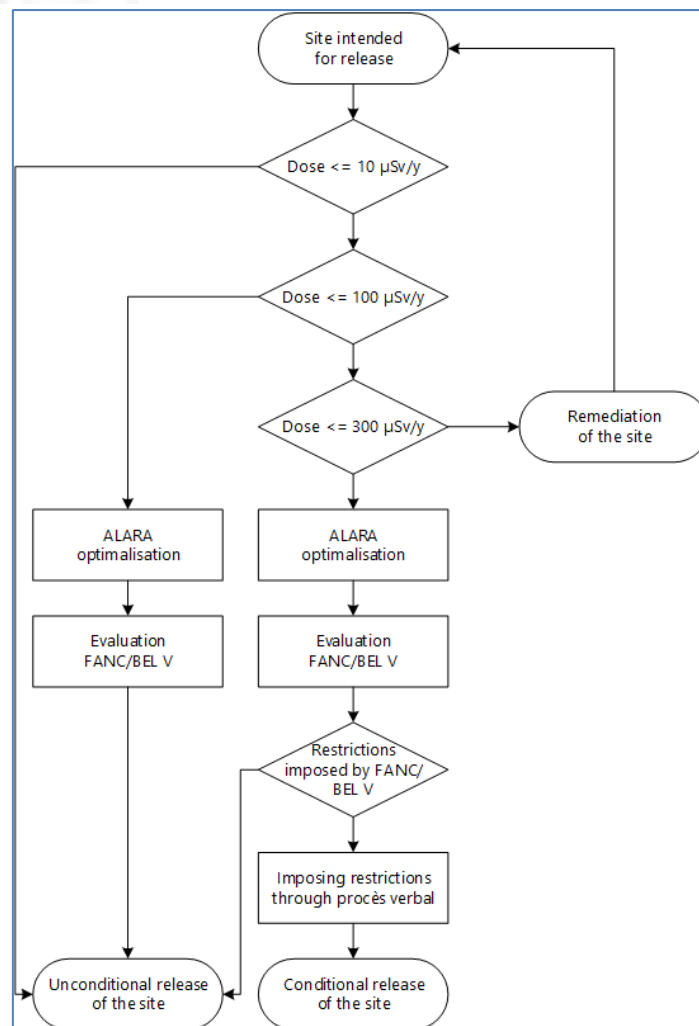 Site intended
for release
Dose <= 10 µSv/y
Dose <= 100 µSv/y
Dose <= 300 µSv/y
Remediation
of the site
ALARA
optimalisation
ALARA
optimalisation
Evaluation
FANC/BEL V
Evaluation
FANC/BEL V
Restrictions
imposed by FANC/
BEL V
Imposing restrictions
through procès verbal
Unconditional release
of the site
Conditional release
of the site